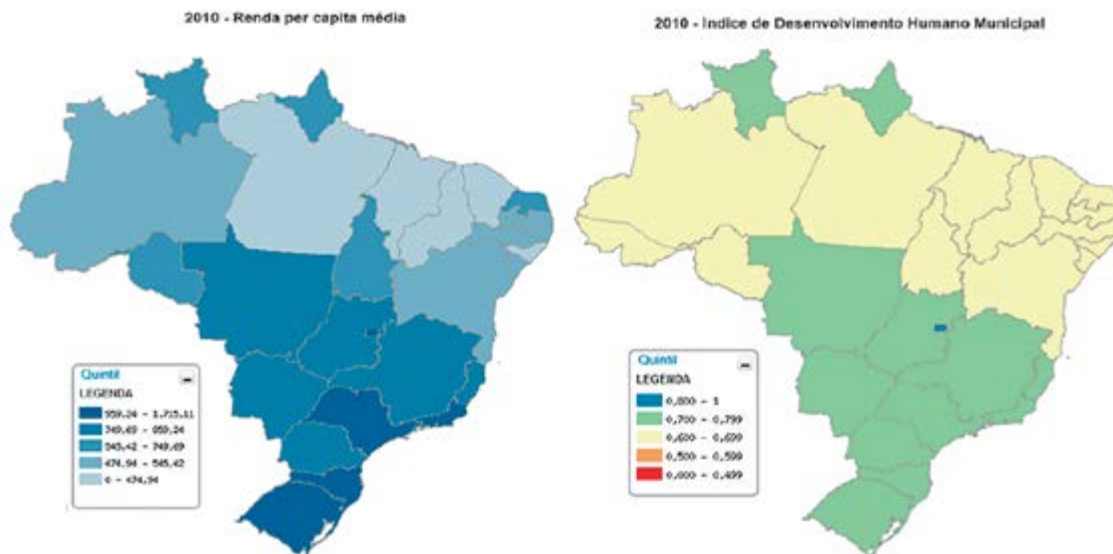 2010 - Renda per capita média
Quintil
LEGENDA
959,24 - 1.715,11
749,69 - 959,24
545,42 - 749,69
474,94 - 545,42
0 - 474,94
2010 - Índice de Desenvolvimento Humano Municipal
Quintil
LEGENDA
0,800 - 1
0,700 - 0,799
0,600 - 0,699
0,500 - 0,599
0,000 - 0,499